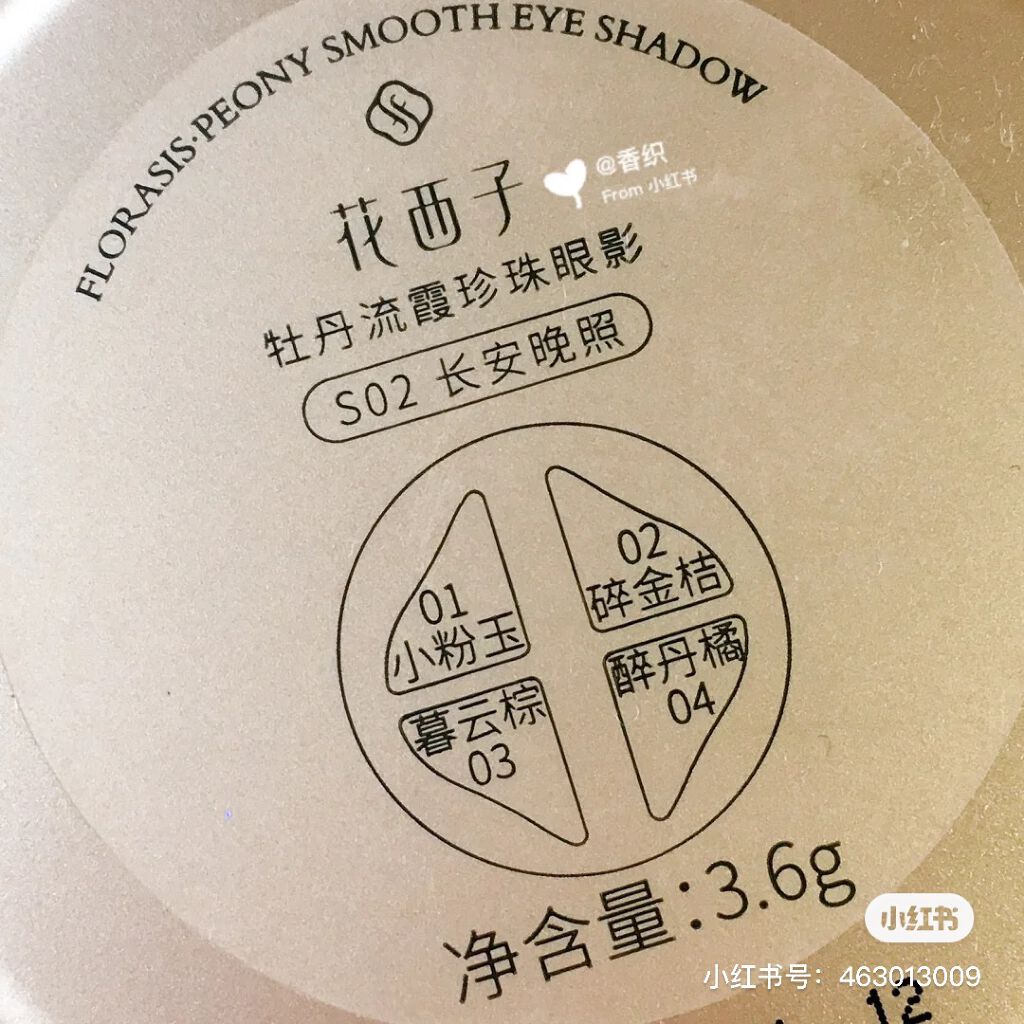 FLORASIS·PEONY SMOOTH EYE SHADOW
花西子
@香织
From 小红书
牡丹流霞珍珠眼影
S02 长安晚照
01
小粉玉
02
碎金桔
暮云棕
03
醉丹橘
04
净含量:3.6g
小红书
小红书号：463013009
12